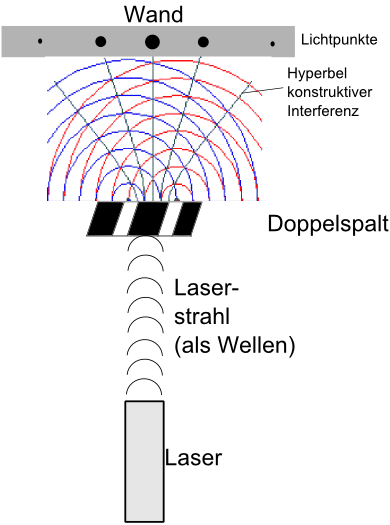 Wand
Lichtpunkte
Hyperbel
konstruktiver
Interferenz
Doppelspalt
Laser-
strahl
(als Wellen)
Laser